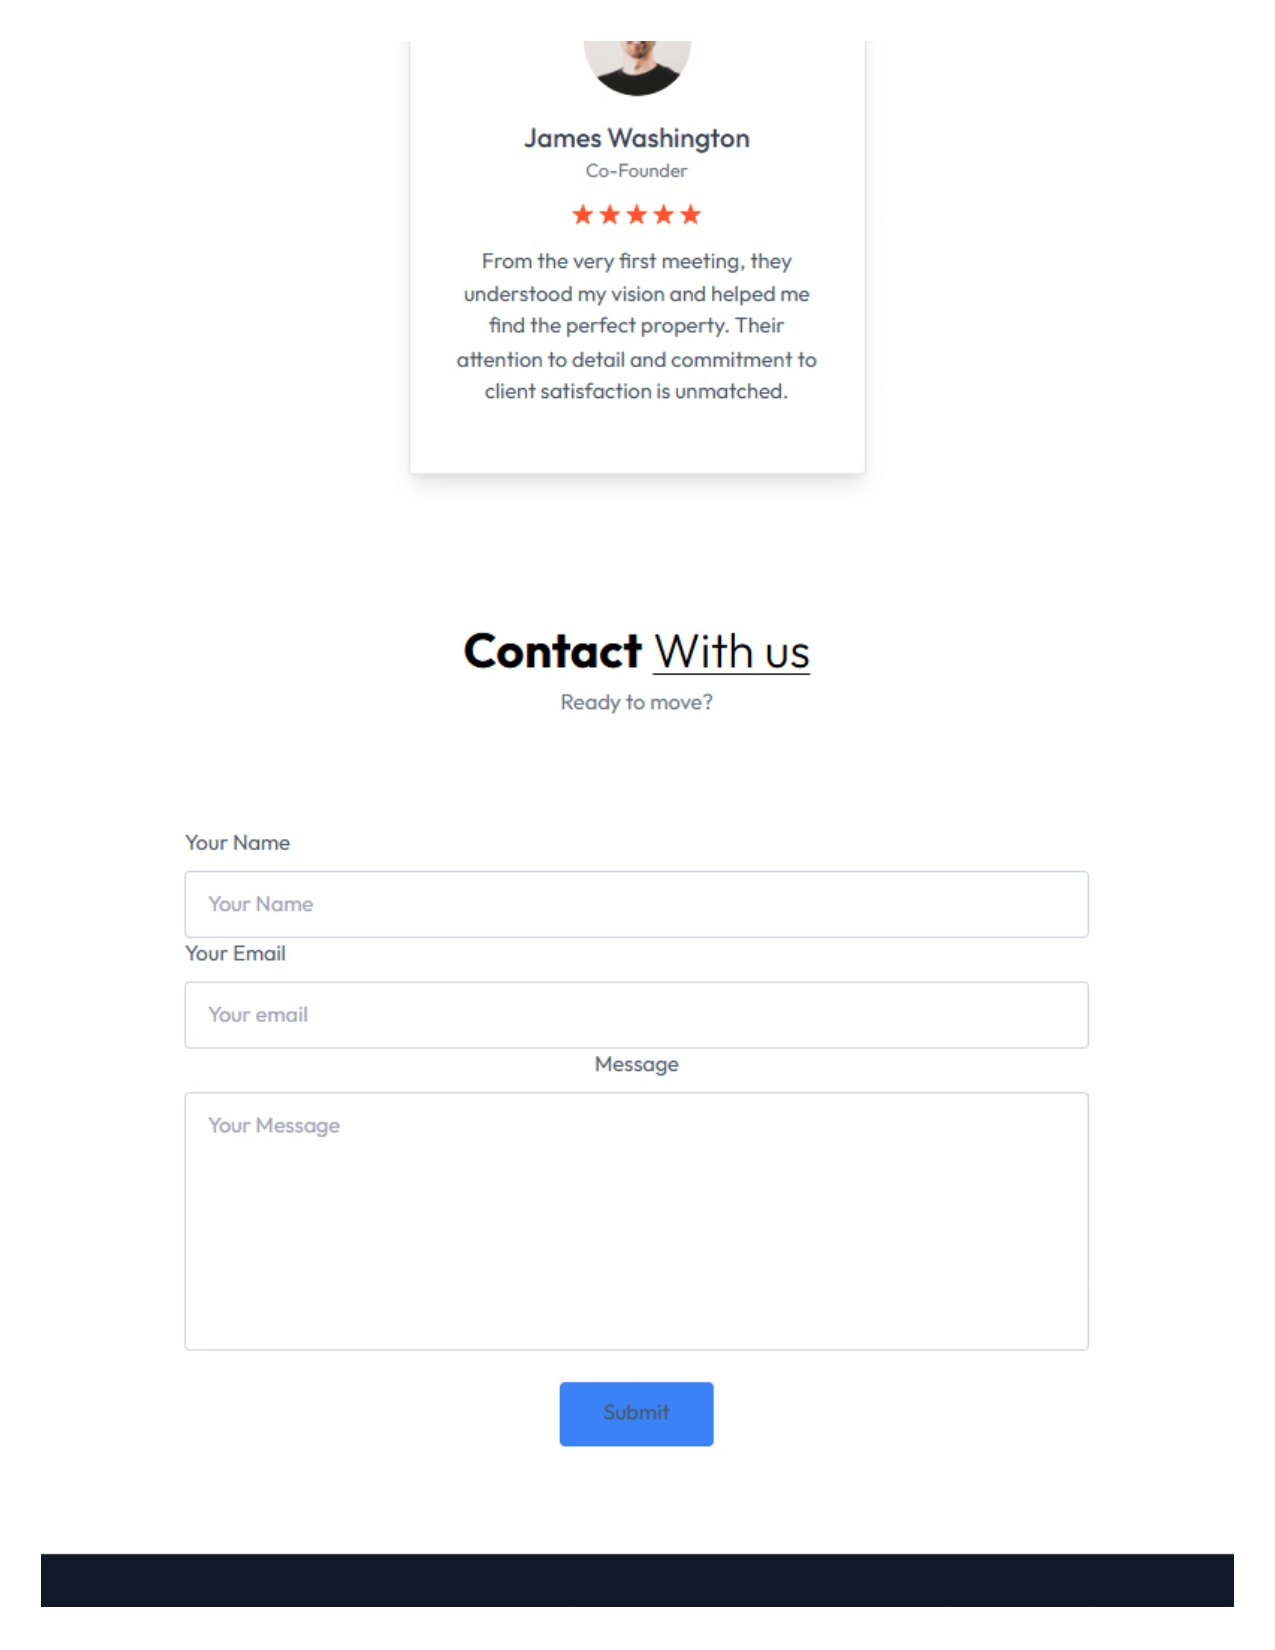 James Washington
Co-Founder
From the very first meeting, they
understood my vision and helped me
find the perfect property. Their
attention to detail and commitment to
client satisfaction is unmatched.
Contact With us
Ready to move?
Your Name
Your Name
Your Email
Your email
Message
Your Message
Submit